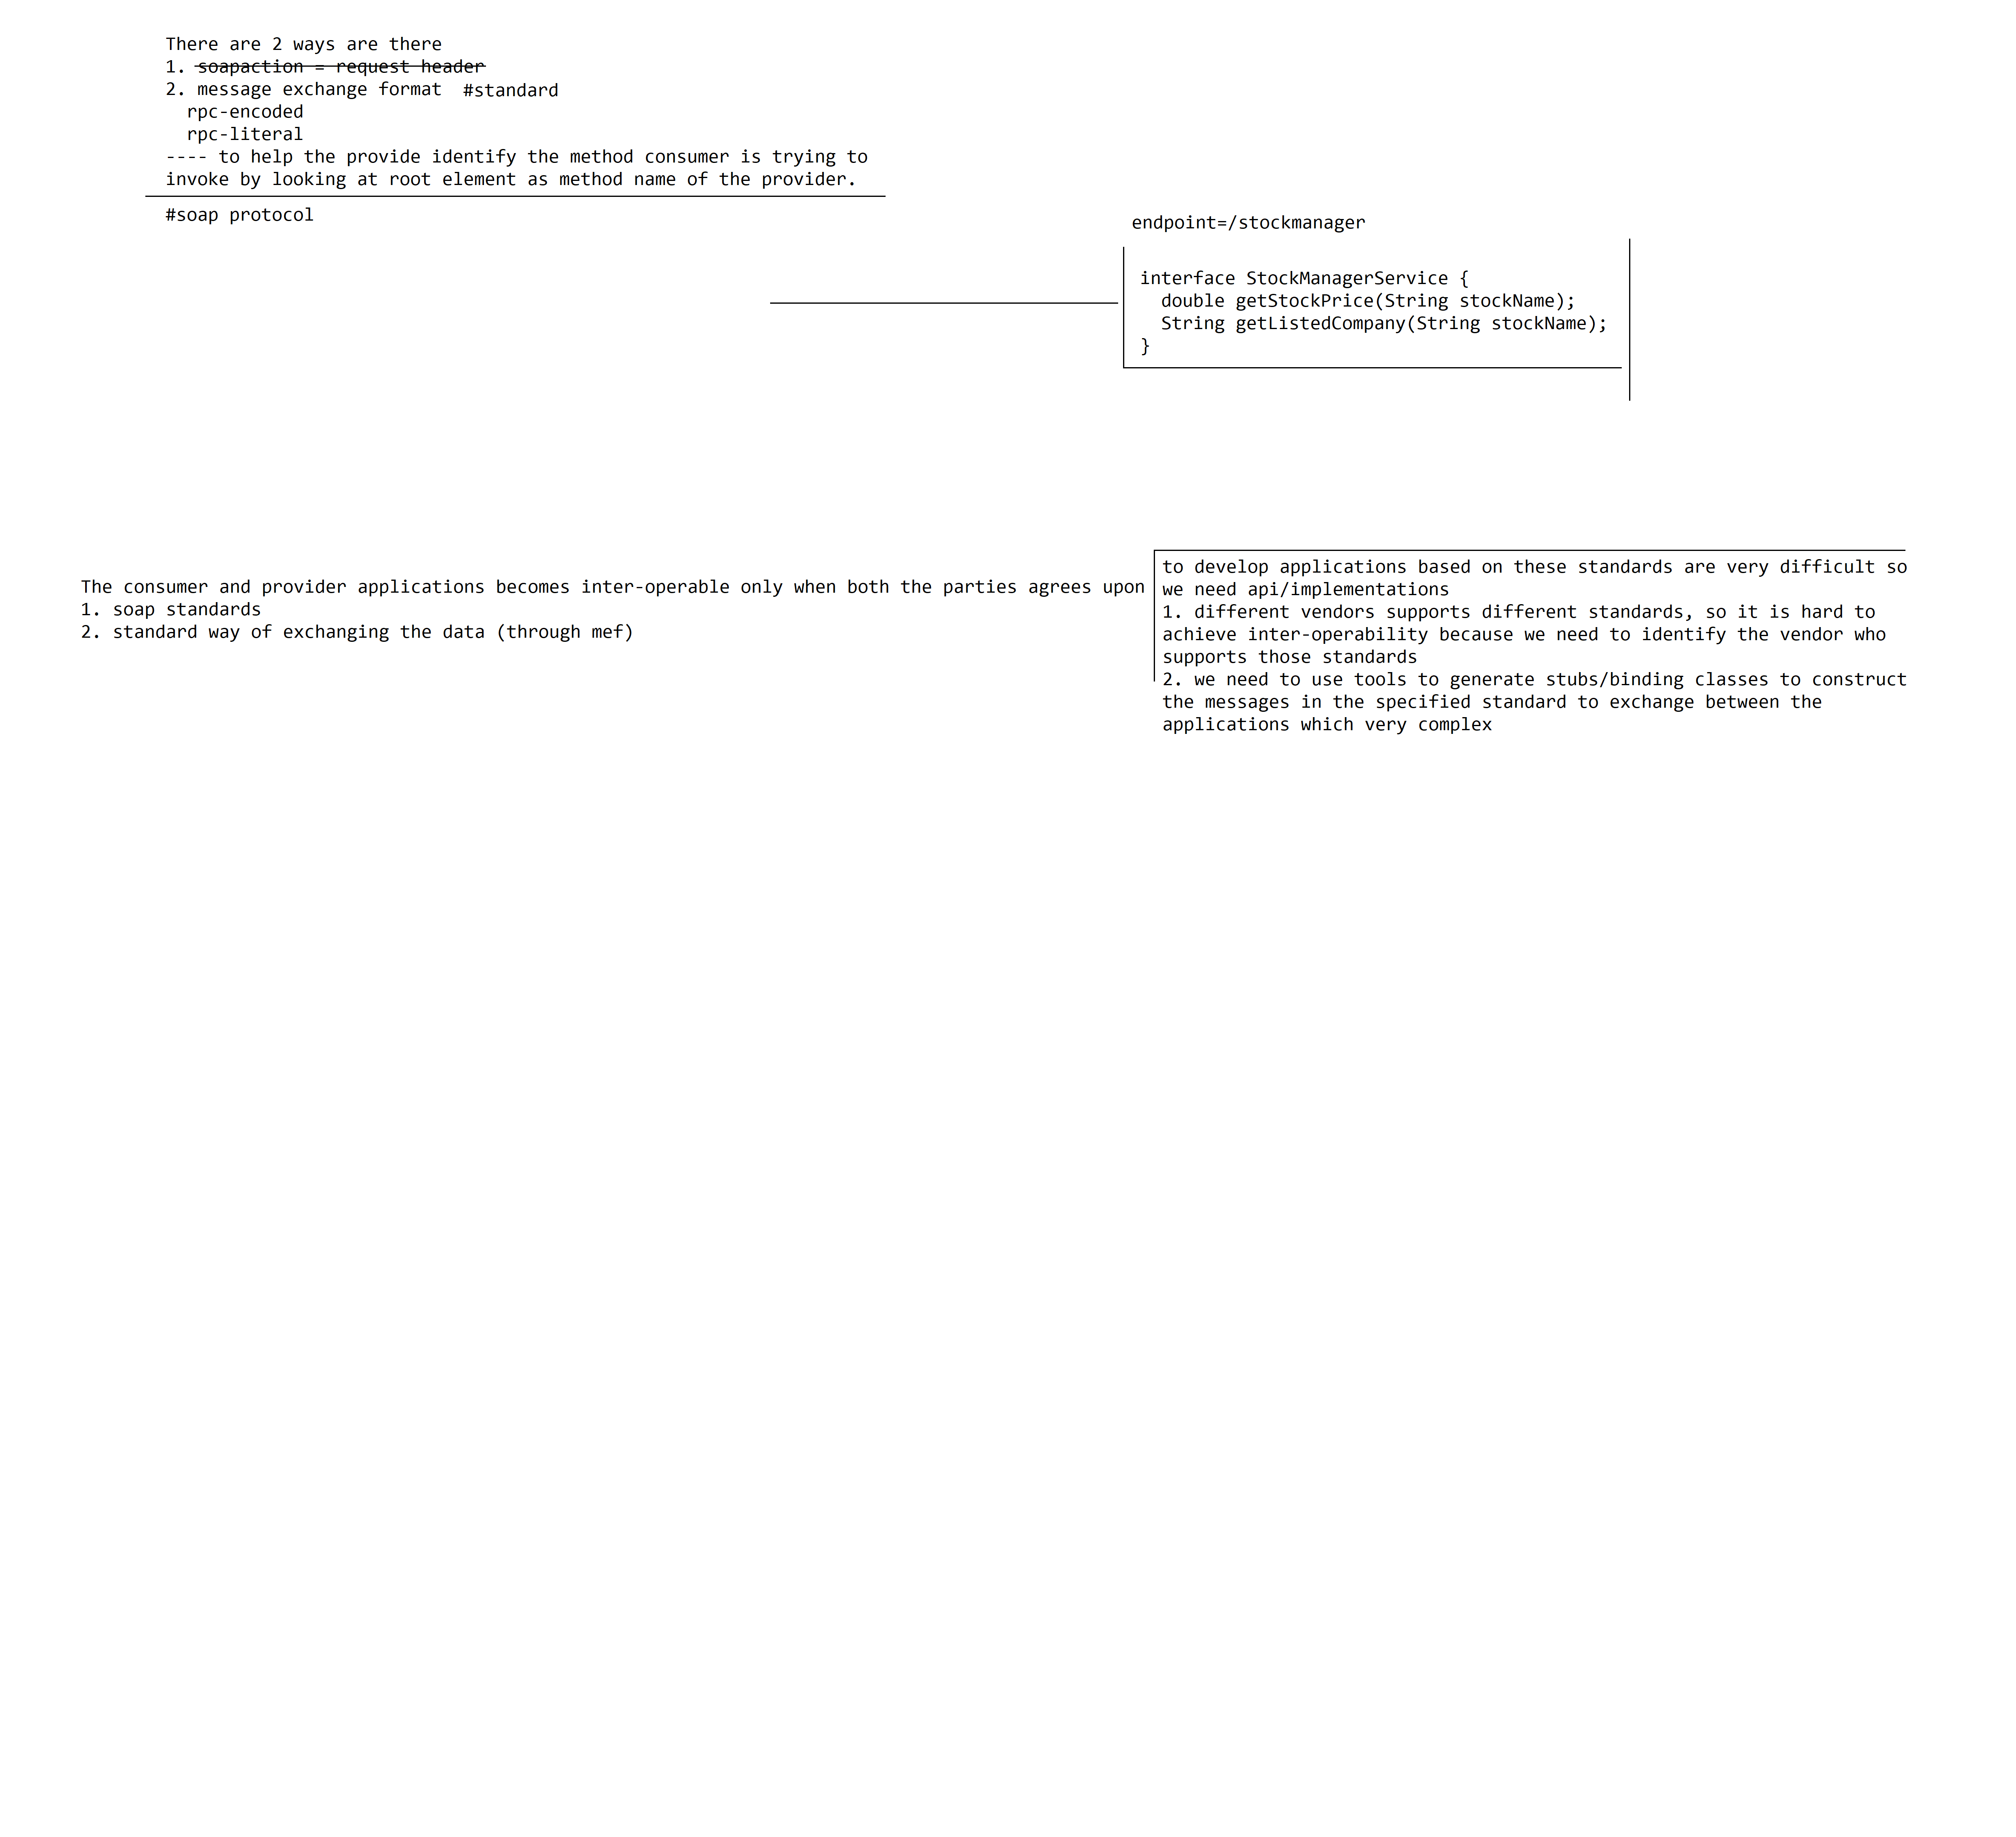 There are 2 ways are there
1. soapaction = request header
2. message exchange format #standard
rpc-encoded
rpc-literal
---- to help the provide identify the method consumer is trying to
invoke by looking at root element as method name of the provider.
#soap protocol
endpoint=/stockmanager
interface StockManagerService {
double getStockPrice(String stockName);
String getListedCompany(String stockName);
}
The consumer and provider applications becomes inter-operable only when both the parties agrees upon
1. soap standards
2. standard way of exchanging the data (through mef)
to develop applications based on these standards are very difficult so
we need api/implementations
1. different vendors supports different standards, so it is hard to
achieve inter-operability because we need to identify the vendor who
supports those standards
2. we need to use tools to generate stubs/binding classes to construct
the messages in the specified standard to exchange between the
applications which very complex